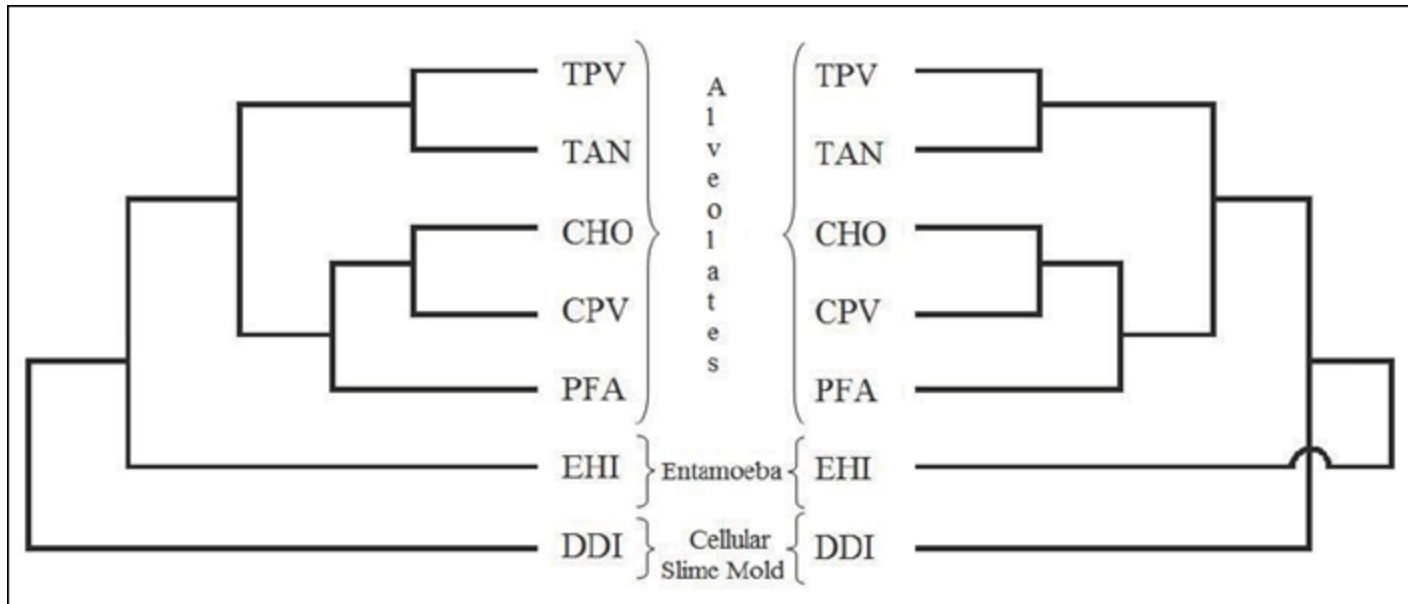 TPV TPV
TAN TAN
CHO CHO
CPV CPV
PFA PFA
Alveolates
EHI Entamoeba EHI
DDI Cellular DDI
Slime Mold